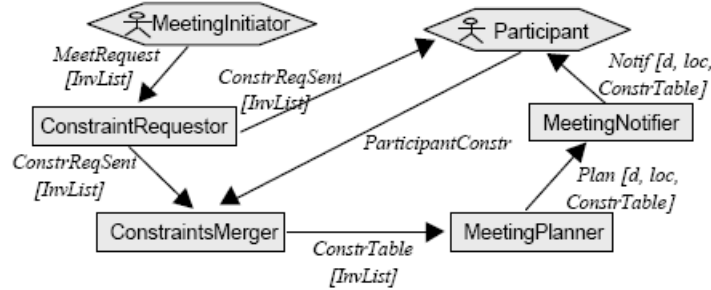 MeetingInitiator
Participant
MeetRequest
[InvList]
ConstrReqSent
[InvList]
Notif [d, loc,
ConstrTable]
ConstraintRequestor
MeetingNotifier
ConstrReqSent
[InvList]
ParticipantConstr
Plan [d, loc,
ConstrTable]
ConstraintsMerger
MeetingPlanner
ConstrTable
[InvList]